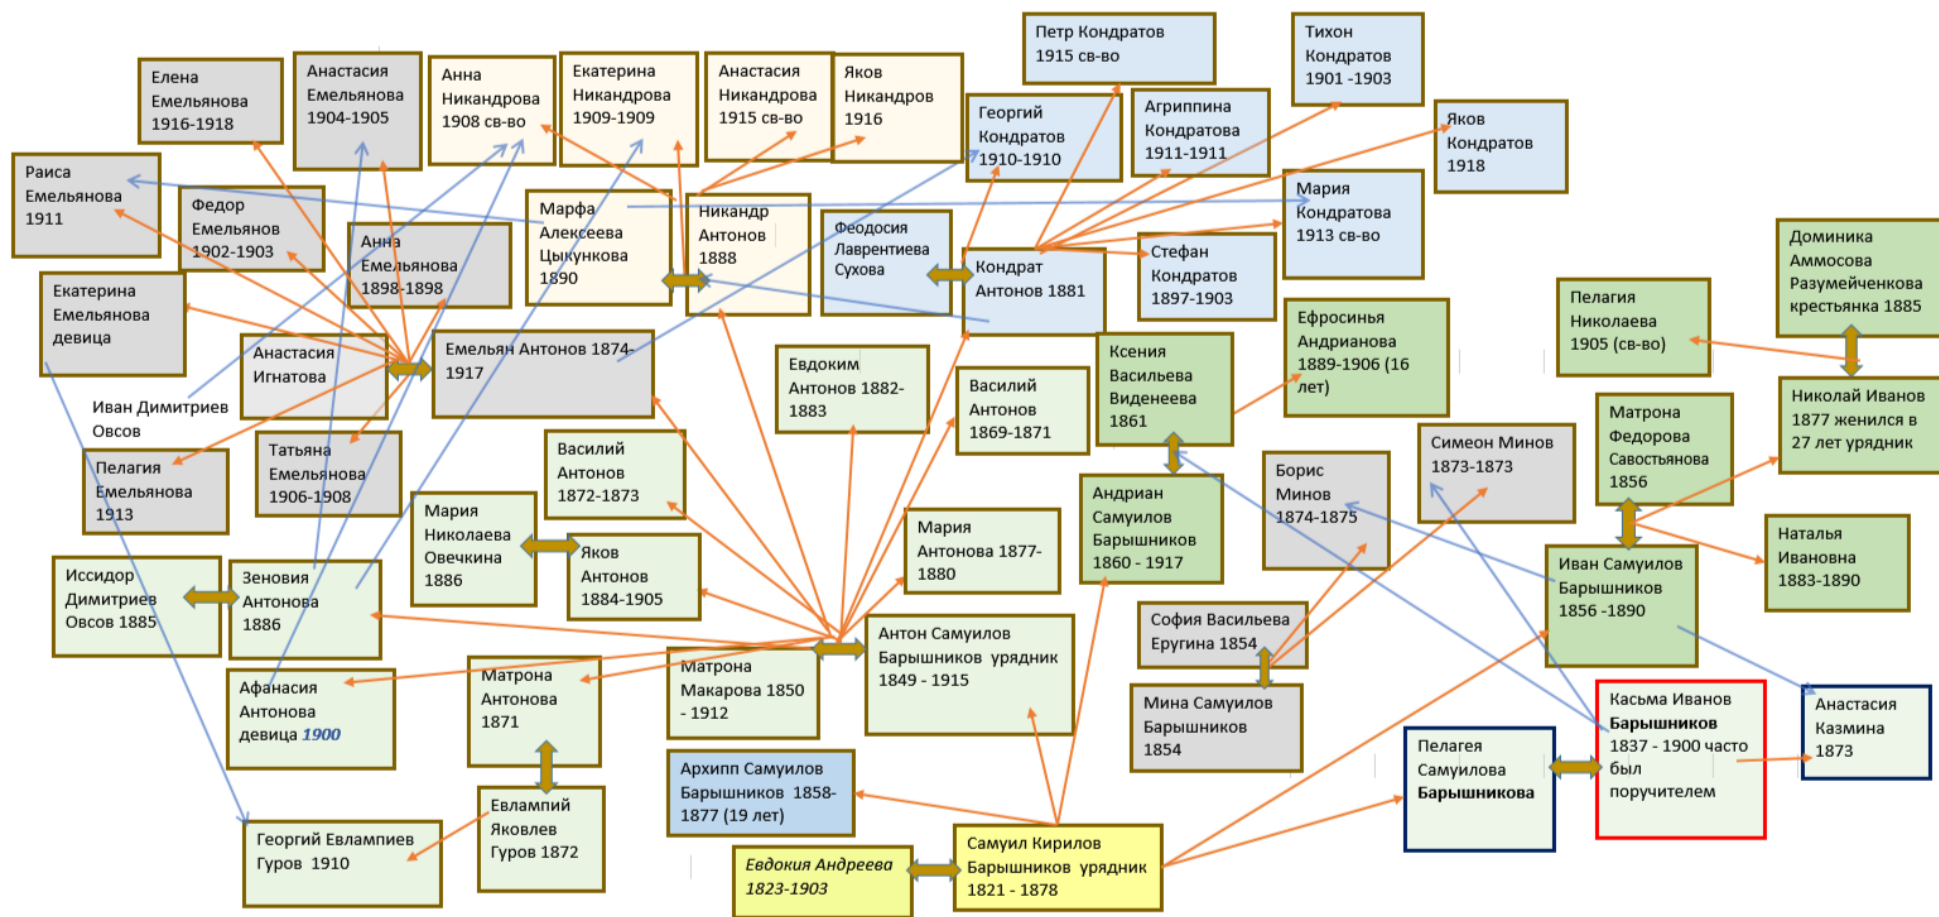 Петр Кондратов
1915 св-во
Тихон
Кондратов
1901 -1903
Елена
Емельянова
1916-1918
Анастасия
Емельянова
1904-1905
Анна
Никандрова
1908 св-во
Екатерина
Никандрова
1909-1909
Анастасия
Никандрова
1915 св-во
Яков
Никандров
1916
Георгий
Кондратов
1910-1910
Агриппина
Кондратова
1911-1911
Яков
Кондратов
1918
Раиса
Емельянова
1911
Федор
Емельянов
1902-1903
Анна
Емельянова
1898-1898
Марфа
Алексеева
Цыкункова
1890
Никандр
Антонов
1888
Феодосия
Лаврентиева
Сухова
Кондрат
Антонов 1881
Стефан
Кондратов
1897-1903
Мария
Кондратова
1913 св-во
Доминика
Аммосова
Разумейченкова
крестьянка 1885
Екатерина
Емельянова
девица
Анастасия
Игнатова
Емельян Антонов 1874-
1917
Евдоким
Антонов 1882-
1883
Василий
Антонов
1869-1871
Ксения
Васильева
Виденеева
1861
Ефросинья
Андрианова
1889-1906 (16
лет)
Пелагия
Николаева
1905 (св-во)
Николай Иванов
1877 женился в
27 лет урядник
Иван Димитриев
Овсов
Пелагия
Емельянова
1913
Татьяна
Емельянова
1906-1908
Василий
Антонов
1872-1873
Мария
Николаева
Овечкина
1886
Яков
Антонов
1884-1905
Мария
Антонова 1877-
1880
Андриан
Самуилов
Барышников
1860 - 1917
Борис
Минов
1874-1875
Симеон Минов
1873-1873
Матрона
Федорова
Савостьянова
1856
Наталья
Ивановна
1883-1890
Иссидор
Димитриев
Овсов 1885
Зеновия
Антонова
1886
Иван Самуилов
Барышников
1856 -1890
Афанасия
Антонова
девица 1900
Матрона
Антонова
1871
Матрона
Макарова 1850
- 1912
Антон Самуилов
Барышников урядник
1849 - 1915
София Васильева
Еругина 1854
Мина Самуилов
Барышников
1854
Касьма Иванов
Барышников
1837 - 1900 часто
был
поручителем
Анастасия
Казмина
1873
Пелагея
Самуилова
Барышникова
Архипп Самуилов
Барышников 1858-
1877 (19 лет)
Георгий Евлампиев
Гуров 1910
Евлампий
Яковлев
Гуров 1872
Евдокия Андреева
1823-1903
Самуил Кирилов
Барышников урядник
1821 - 1878